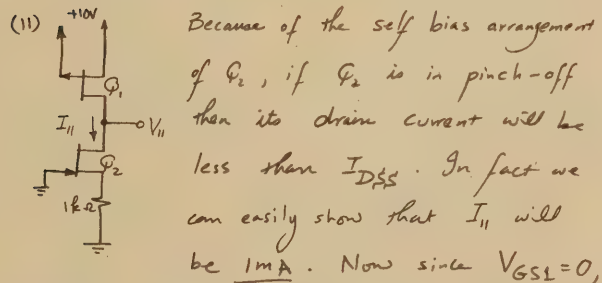 (11)
+10V
Q1
I11
V11
Q2
1kΩ
Because of the self bias arrangement
of Q2, if Q2 is in pinch-off
then its drain current will be
less than IDSS. In fact we
can easily show that I11 will
be 1mA. Now since VGS1=0,